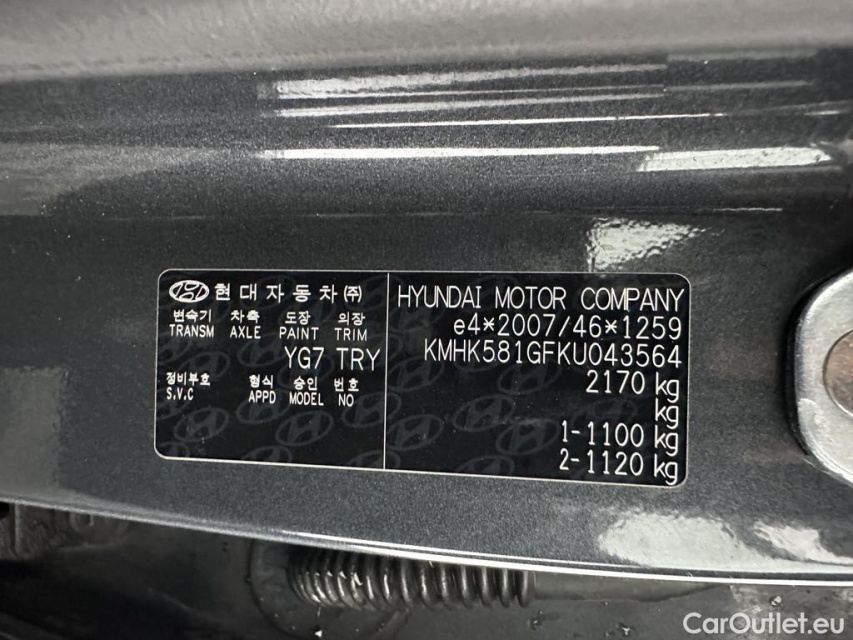 현대자동차㈜
변속기 차축 도장 의장
TRANSM AXLE PAINT TRIM
YG7 TRY
정비부호 형식 승인 번호
S.V.C APPD MODEL NO
HYUNDAI MOTOR COMPANY
e4*2007/46*1259
KMHK581GFKU043564
2170 kg
kg
1-1100 kg
2-1120 kg
CarOutlet.eu